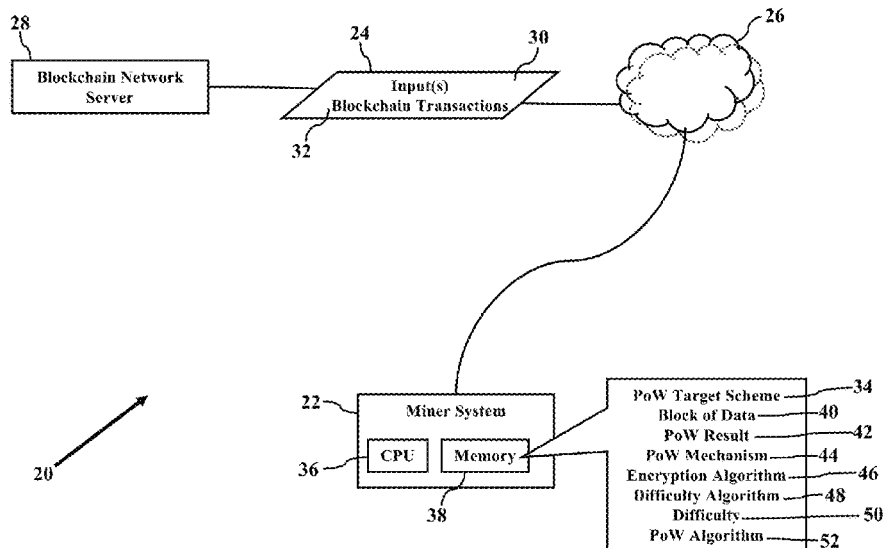 28
24
30
26
Blockchain Network
Server
Input(s)
Blockchain Transactions
32
22
Miner System
36
CPU
Memory
38
20
PoW Target Scheme 34
Block of Data 40
PoW Result 42
PoW Mechanism 44
Encryption Algorithm 46
Difficulty Algorithm 48
Difficulty 50
PoW Algorithm 52